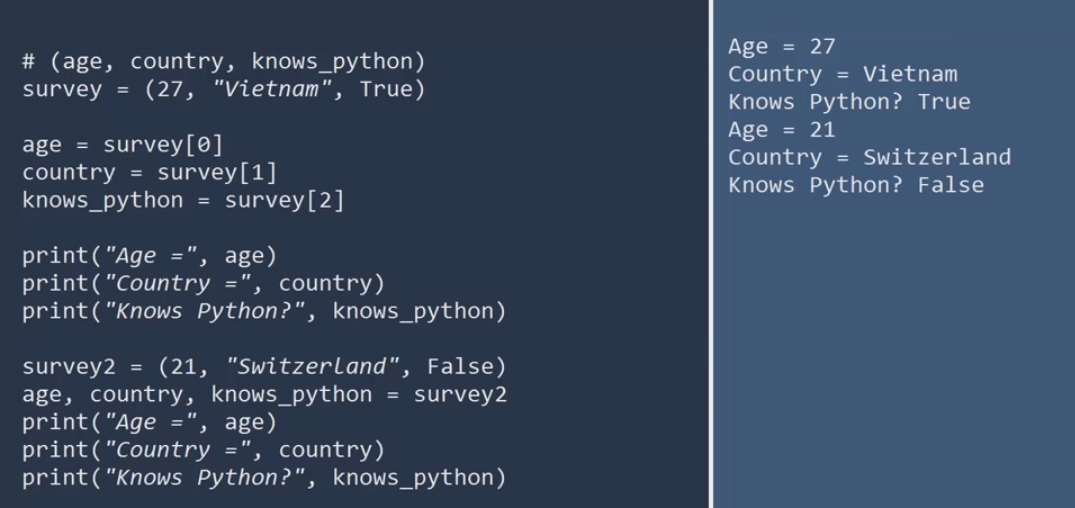 # (age, country, knows_python)
survey = (27, "Vietnam", True)
age = survey[0]
country = survey[1]
knows_python = survey[2]
print("Age =", age)
print("Country =", country)
print("Knows Python?", knows_python)
survey2 = (21, "Switzerland", False)
age, country, knows_python = survey2
print("Age =", age)
print("Country =", country)
print("Knows Python?", knows_python)
Age = 27
Country = Vietnam
Knows Python? True
Age = 21
Country = Switzerland
Knows Python? False